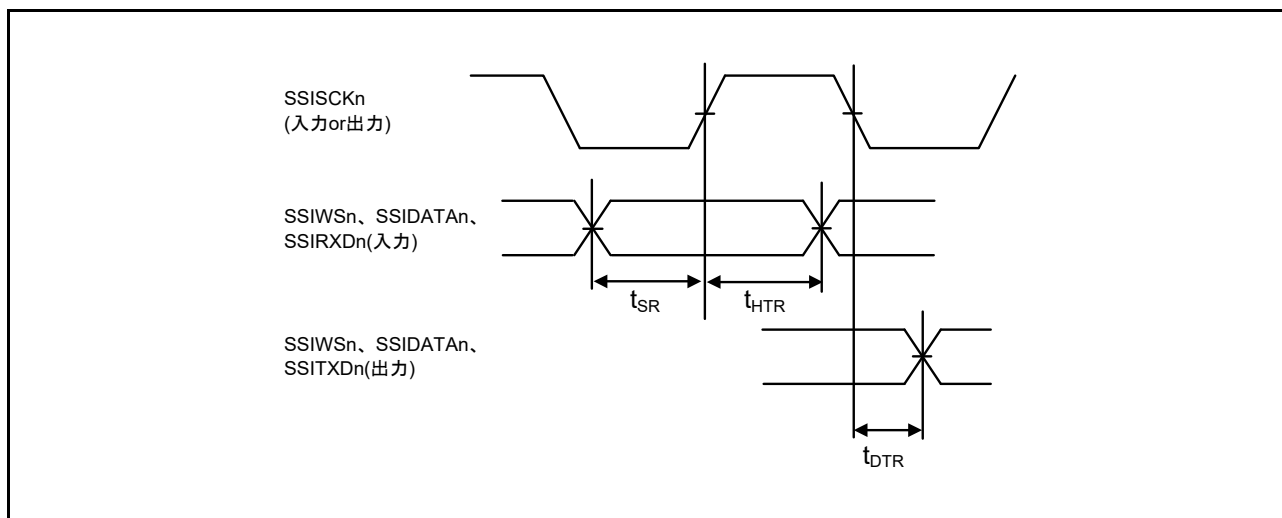 SSISCKn
(入力or出力)
SSIWSn、SSIDATAn、
SSIRXDn(入力)
tSR
tHTR
SSIWSn、SSIDATAn、
SSITXDn(出力)
tDTR